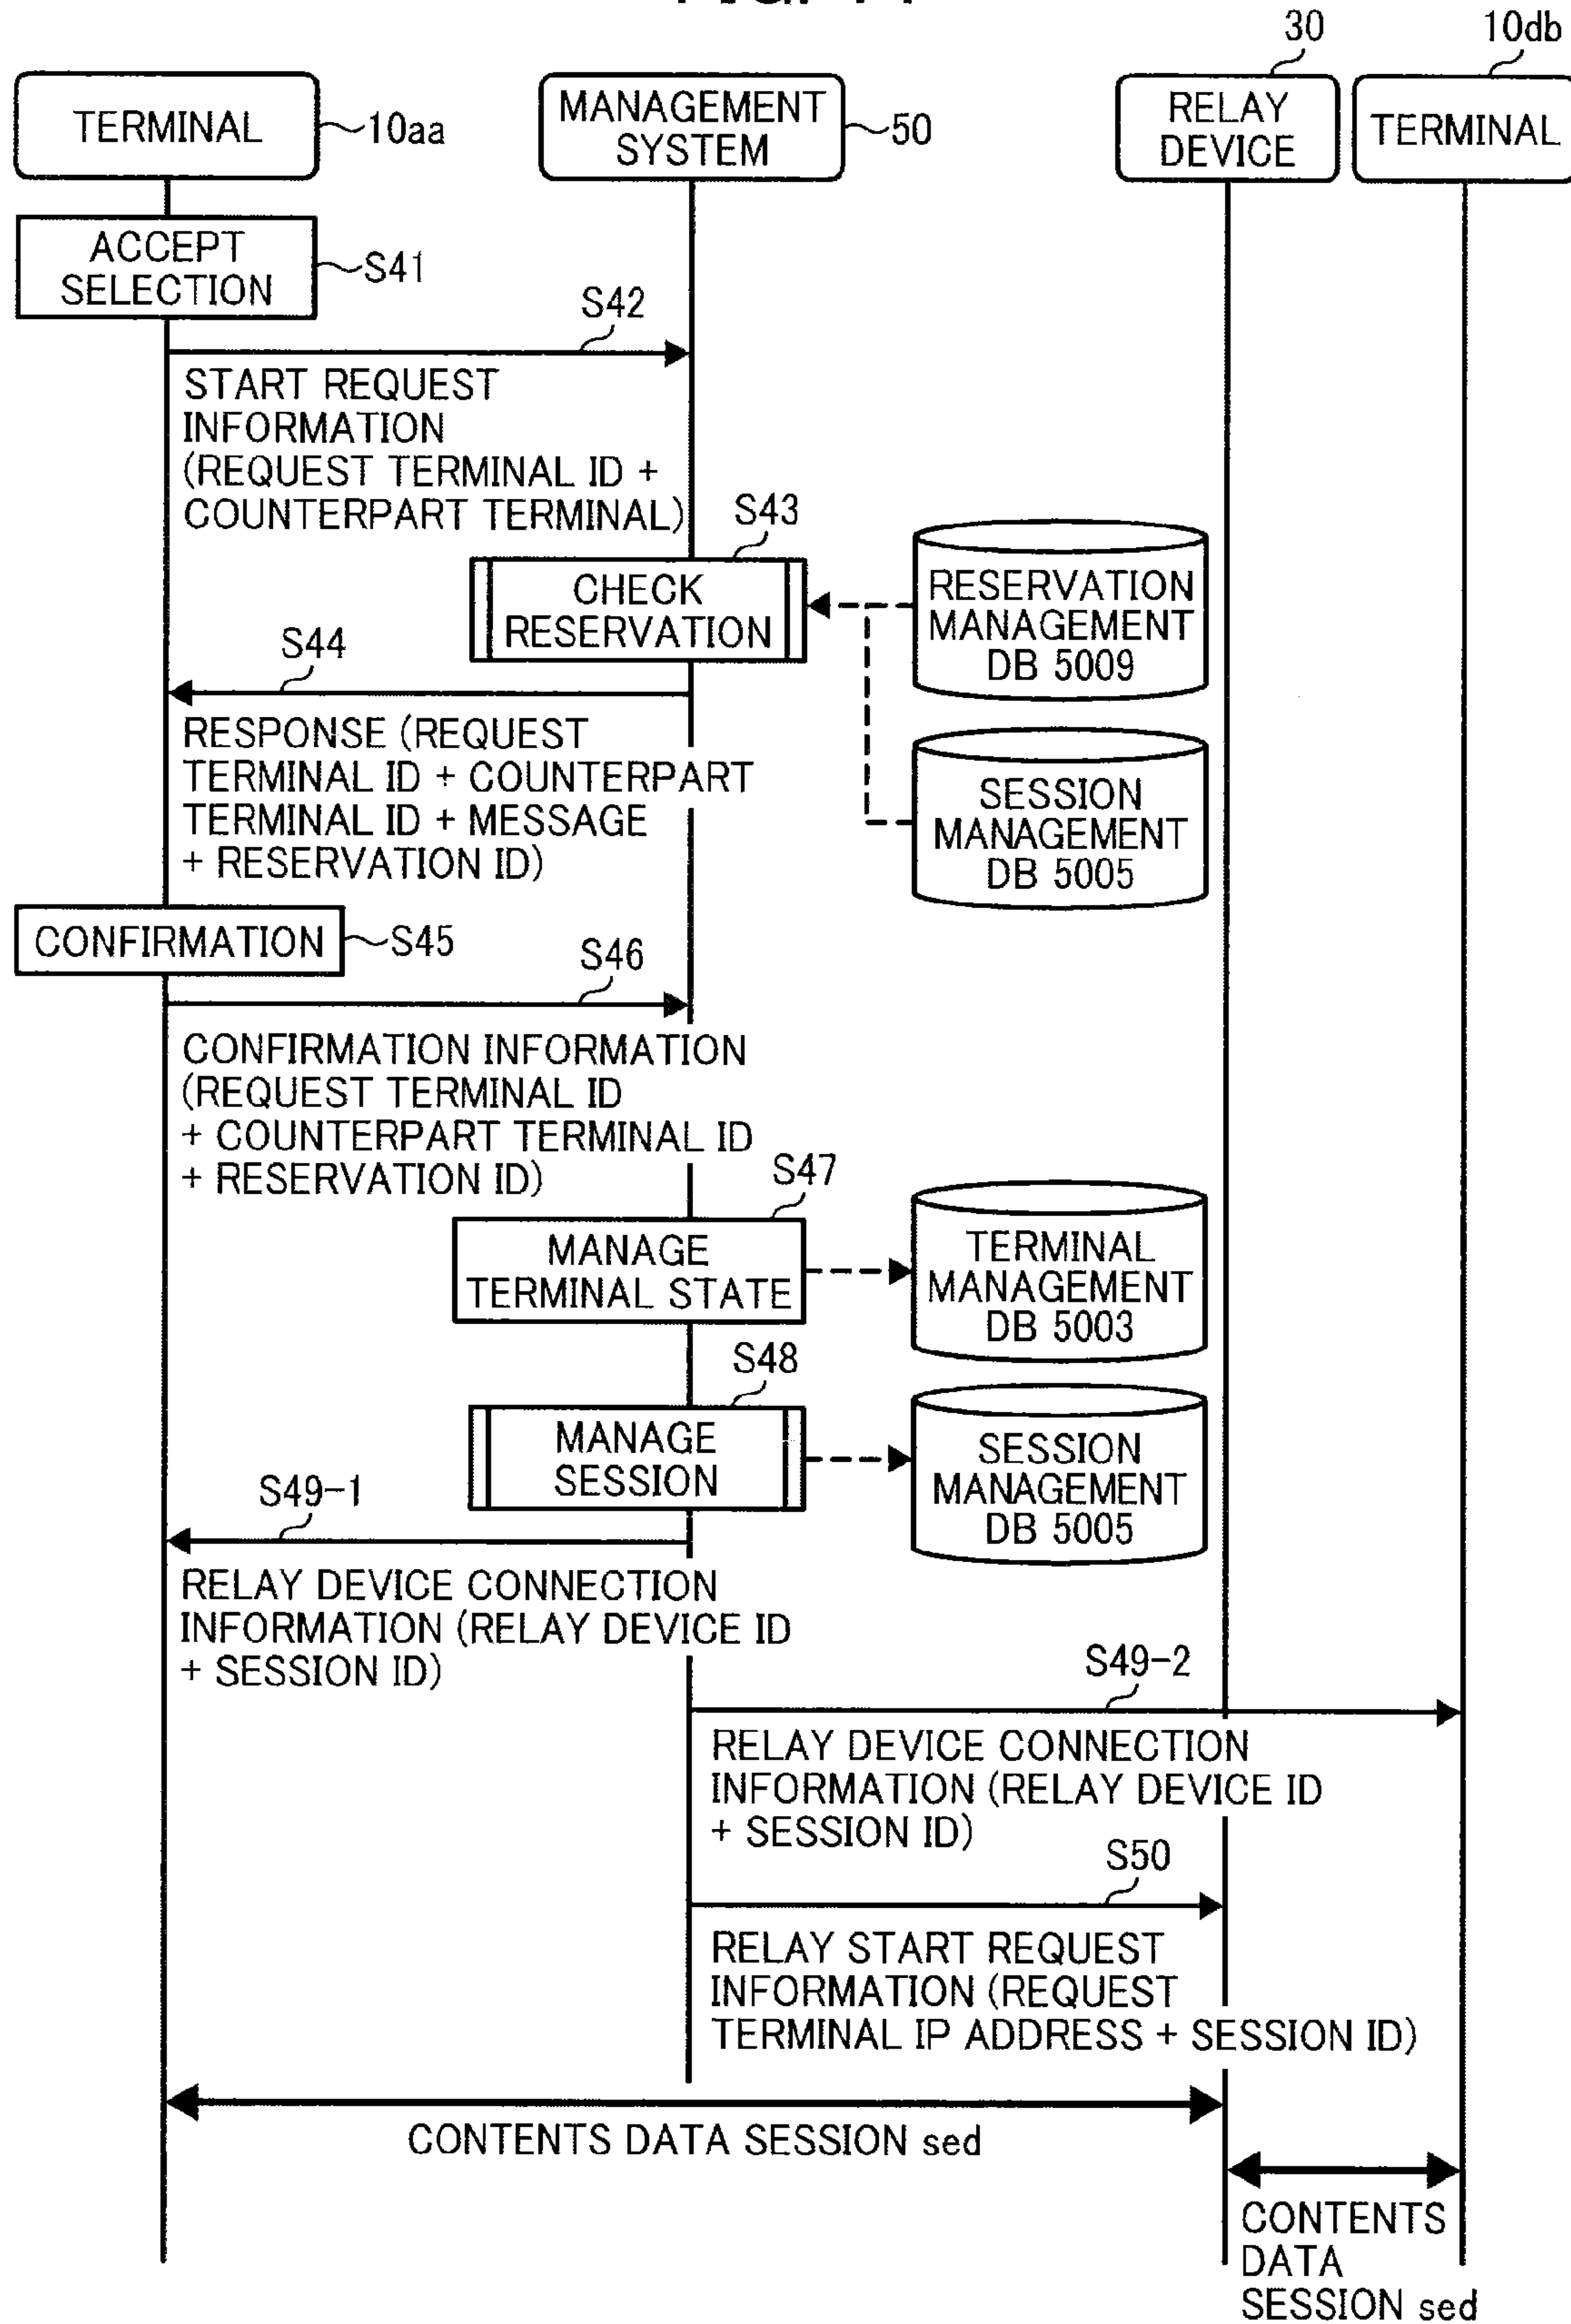 30
10db
TERMINAL
10aa
MANAGEMENT
SYSTEM
50
RELAY
DEVICE
TERMINAL
ACCEPT
SELECTION
S41
S42
START REQUEST
INFORMATION
(REQUEST TERMINAL ID +
COUNTERPART TERMINAL)
S43
CHECK
RESERVATION
RESERVATION
MANAGEMENT
DB 5009
S44
RESPONSE (REQUEST
TERMINAL ID + COUNTERPART
TERMINAL ID + MESSAGE
+ RESERVATION ID)
SESSION
MANAGEMENT
DB 5005
CONFIRMATION
S45
S46
CONFIRMATION INFORMATION
(REQUEST TERMINAL ID
+ COUNTERPART TERMINAL ID
+ RESERVATION ID)
S47
MANAGE
TERMINAL STATE
TERMINAL
MANAGEMENT
DB 5003
S48
MANAGE
SESSION
SESSION
MANAGEMENT
DB 5005
S49-1
RELAY DEVICE CONNECTION
INFORMATION (RELAY DEVICE ID
+ SESSION ID)
S49-2
RELAY DEVICE CONNECTION
INFORMATION (RELAY DEVICE ID
+ SESSION ID)
S50
RELAY START REQUEST
INFORMATION (REQUEST
TERMINAL IP ADDRESS + SESSION ID)
CONTENTS DATA SESSION sed
CONTENTS
DATA
SESSION sed